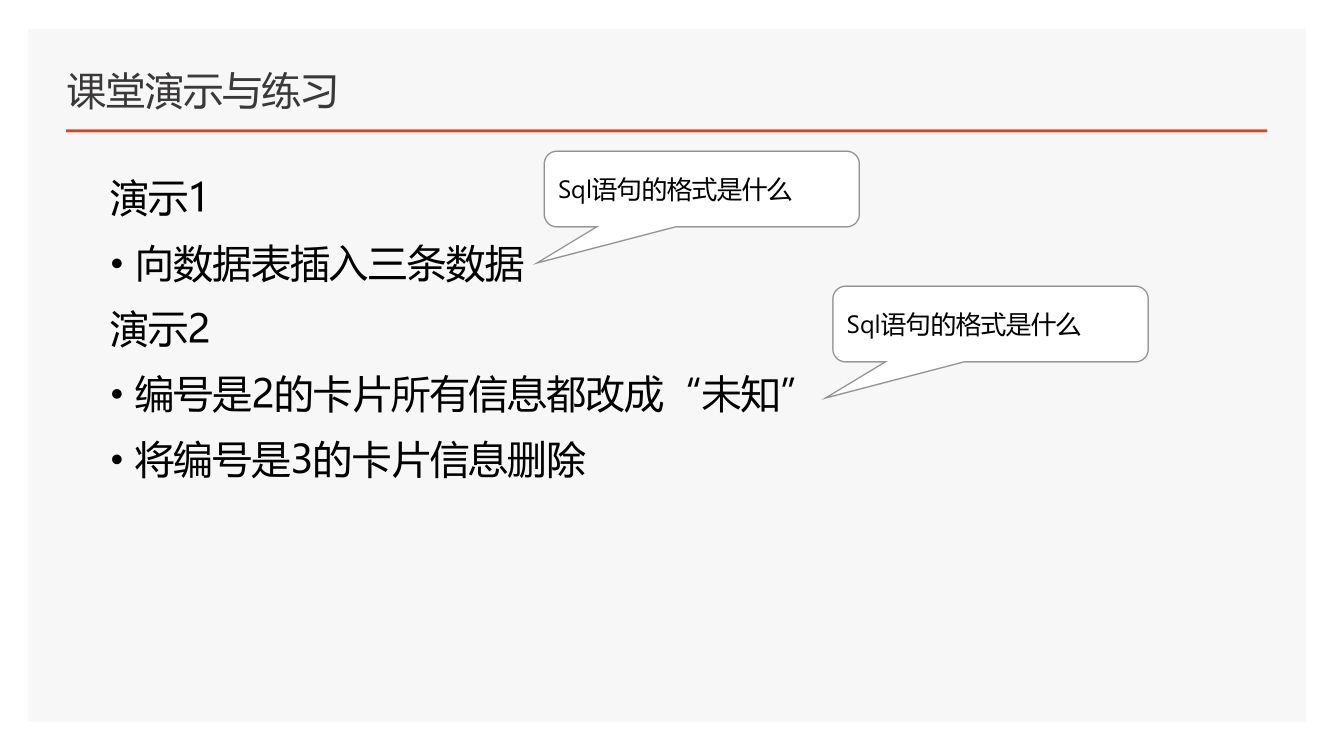 课堂演示与练习
演示1
Sql语句的格式是什么
• 向数据表插入三条数据
演示2
Sql语句的格式是什么
• 编号是2的卡片所有信息都改成“未知”
• 将编号是3的卡片信息删除